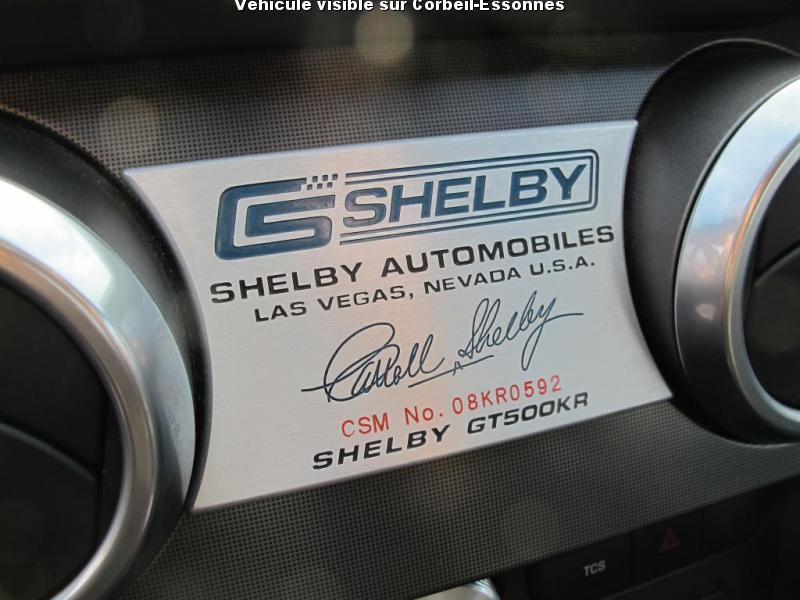 Véhicule visible sur Corbeil-Essonnes
CS SHELBY
SHELBY AUTOMOBILES
LAS VEGAS, NEVADA U.S.A.
Carroll Shelby
CSM No. 08KR0592
SHELBY GT500KR
TCS